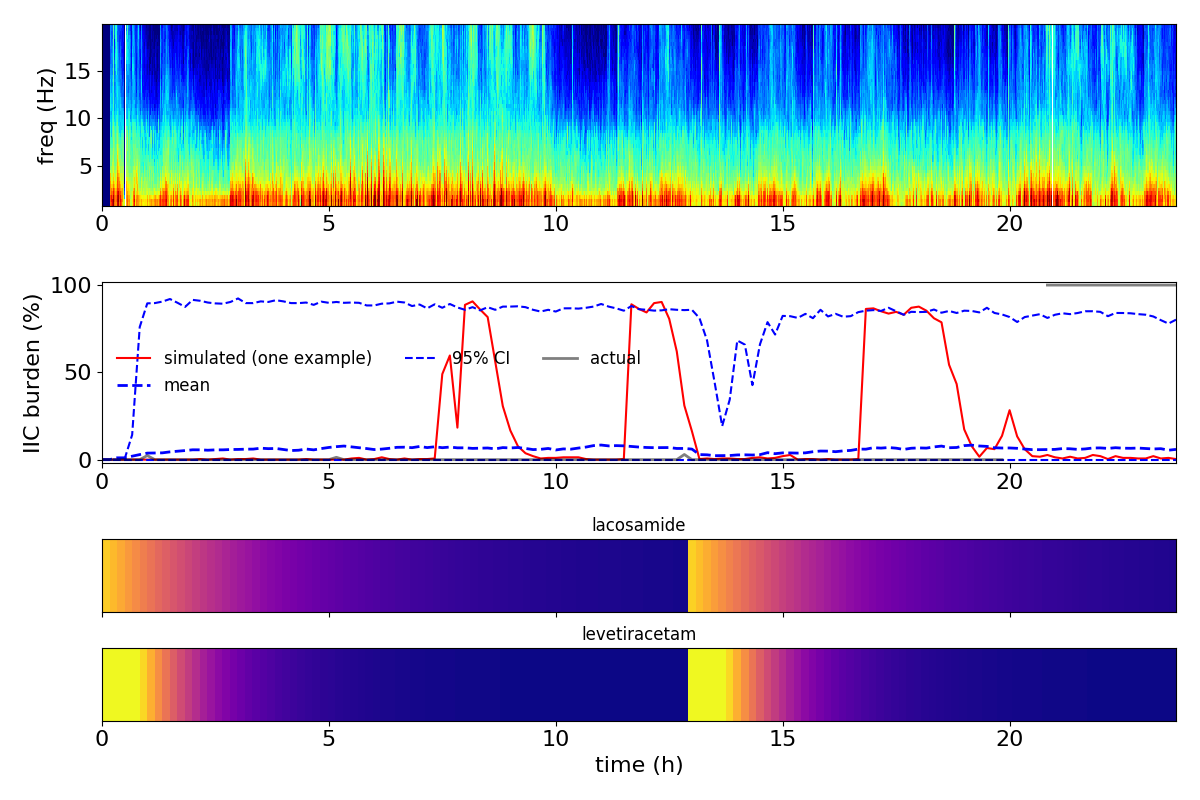 freq (Hz)
15
10
5
0 5 10 15 20
IIC burden (%)
100
50
0
simulated (one example) 95% CI actual
mean
0 5 10 15 20
lacosamide
levetiracetam
0 5 10 15 20
time (h)